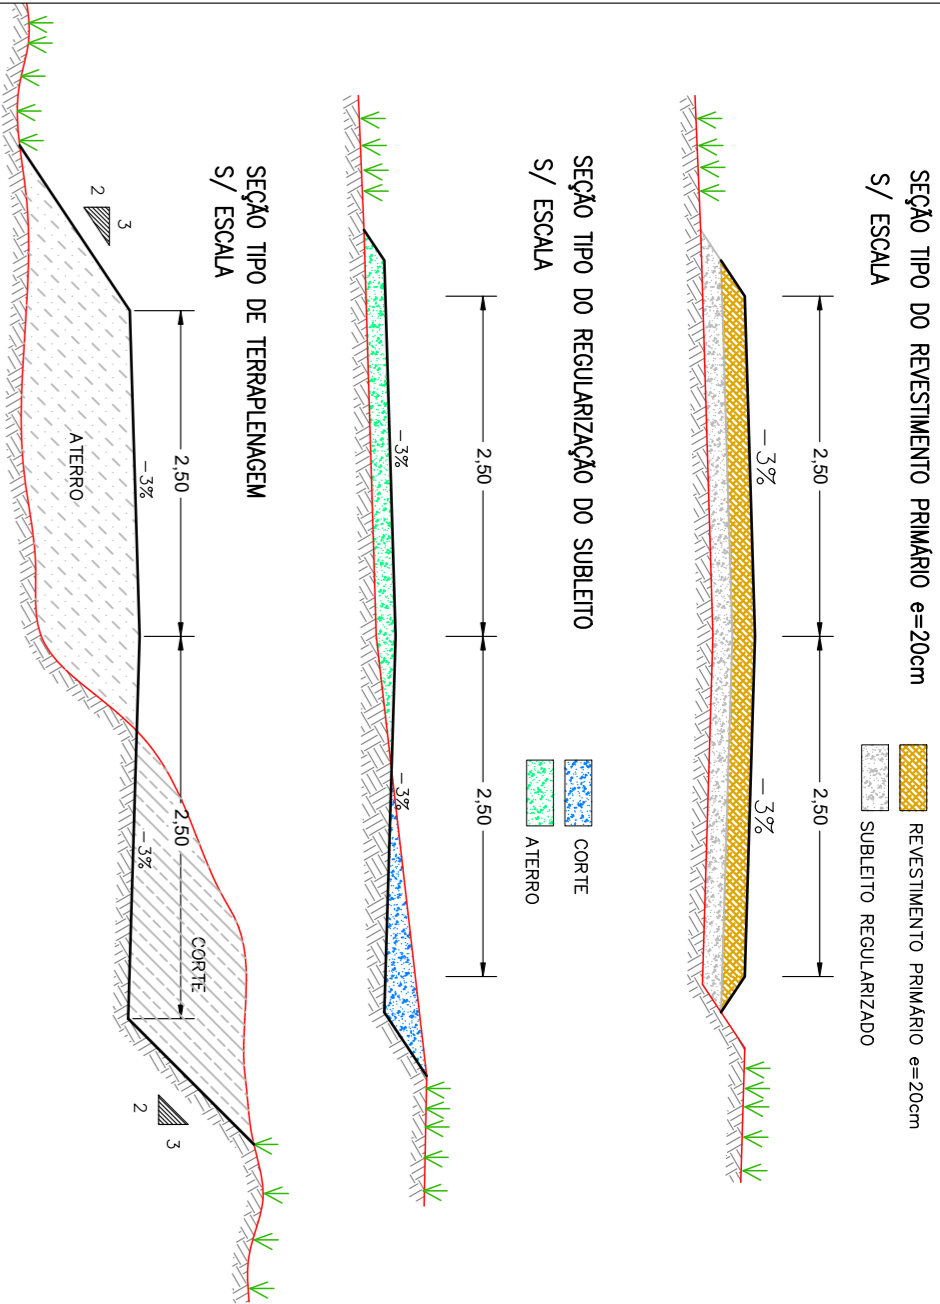 SEÇÃO TIPO DO REVESTIMENTO PRIMÁRIO e=20cm
S/ ESCALA
REVESTIMENTO PRIMÁRIO e=20cm
SUBLEITO REGULARIZADO
2,50
2,50
-3%
-3%
SEÇÃO TIPO DO REGULARIZAÇÃO DO SUBLEITO
S/ ESCALA
CORTE
ATERRO
2,50
2,50
-3%
-3%
SEÇÃO TIPO DE TERRAPLENAGEM
S/ ESCALA
2,50
2,50
-3%
-3%
ATERRO
CORTE
3
2
3
2